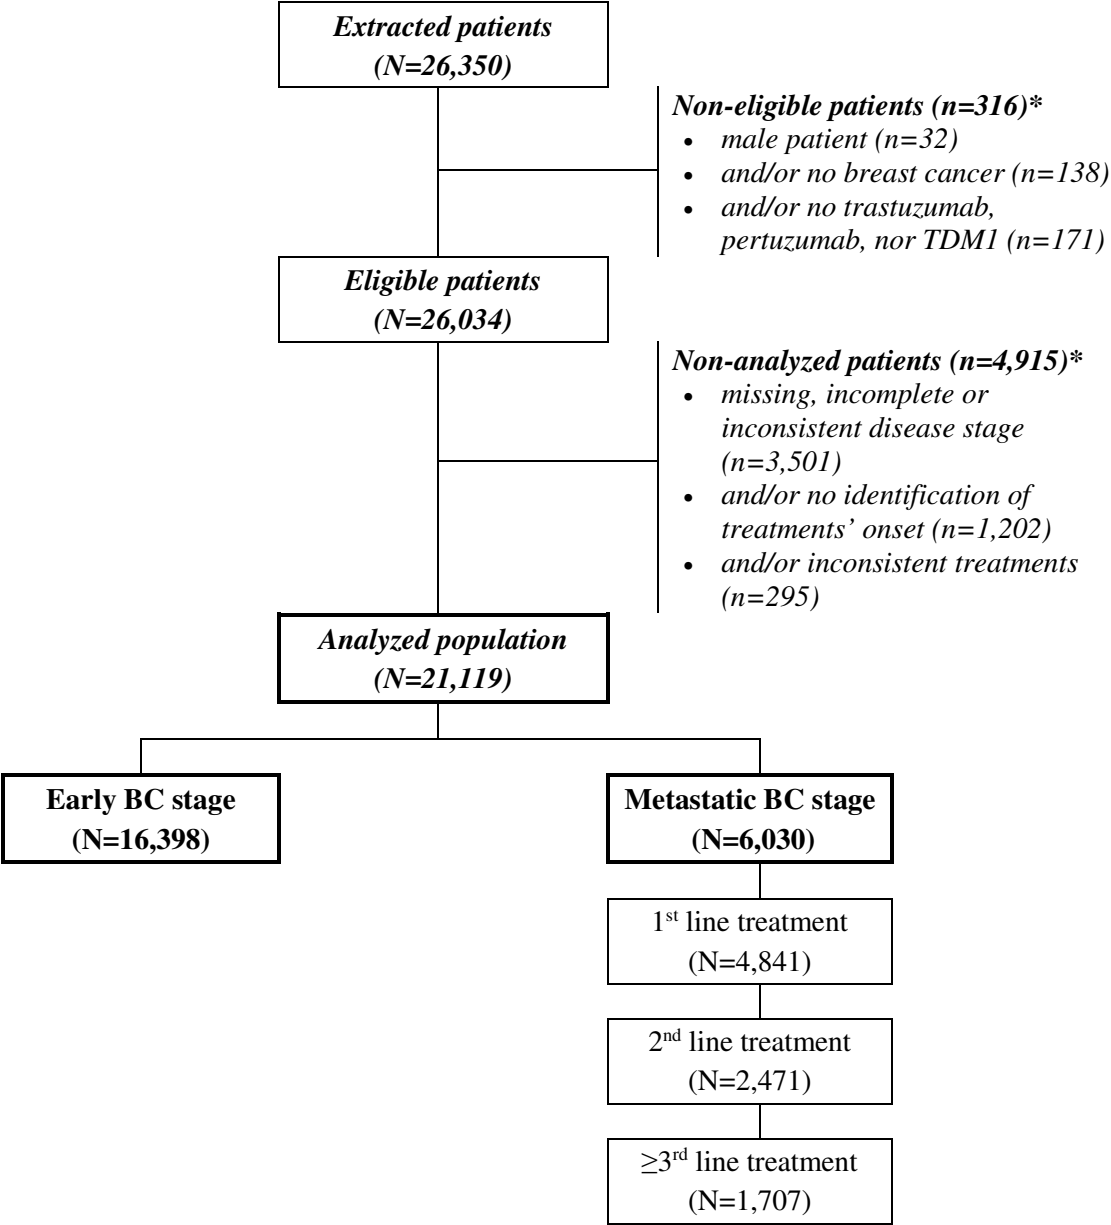 Extracted patients
(N=26,350)
Non-eligible patients (n=316)*
• male patient (n=32)
• and/or no breast cancer (n=138)
• and/or no trastuzumab,
pertuzumab, nor TDM1 (n=171)
Eligible patients
(N=26,034)
Non-analyzed patients (n=4,915)*
• missing, incomplete or
inconsistent disease stage
(n=3,501)
• and/or no identification of
treatments’ onset (n=1,202)
• and/or inconsistent treatments
(n=295)
Analyzed population
(N=21,119)
Early BC stage
(N=16,398)
Metastatic BC stage
(N=6,030)
1st line treatment
(N=4,841)
2nd line treatment
(N=2,471)
≥3rd line treatment
(N=1,707)